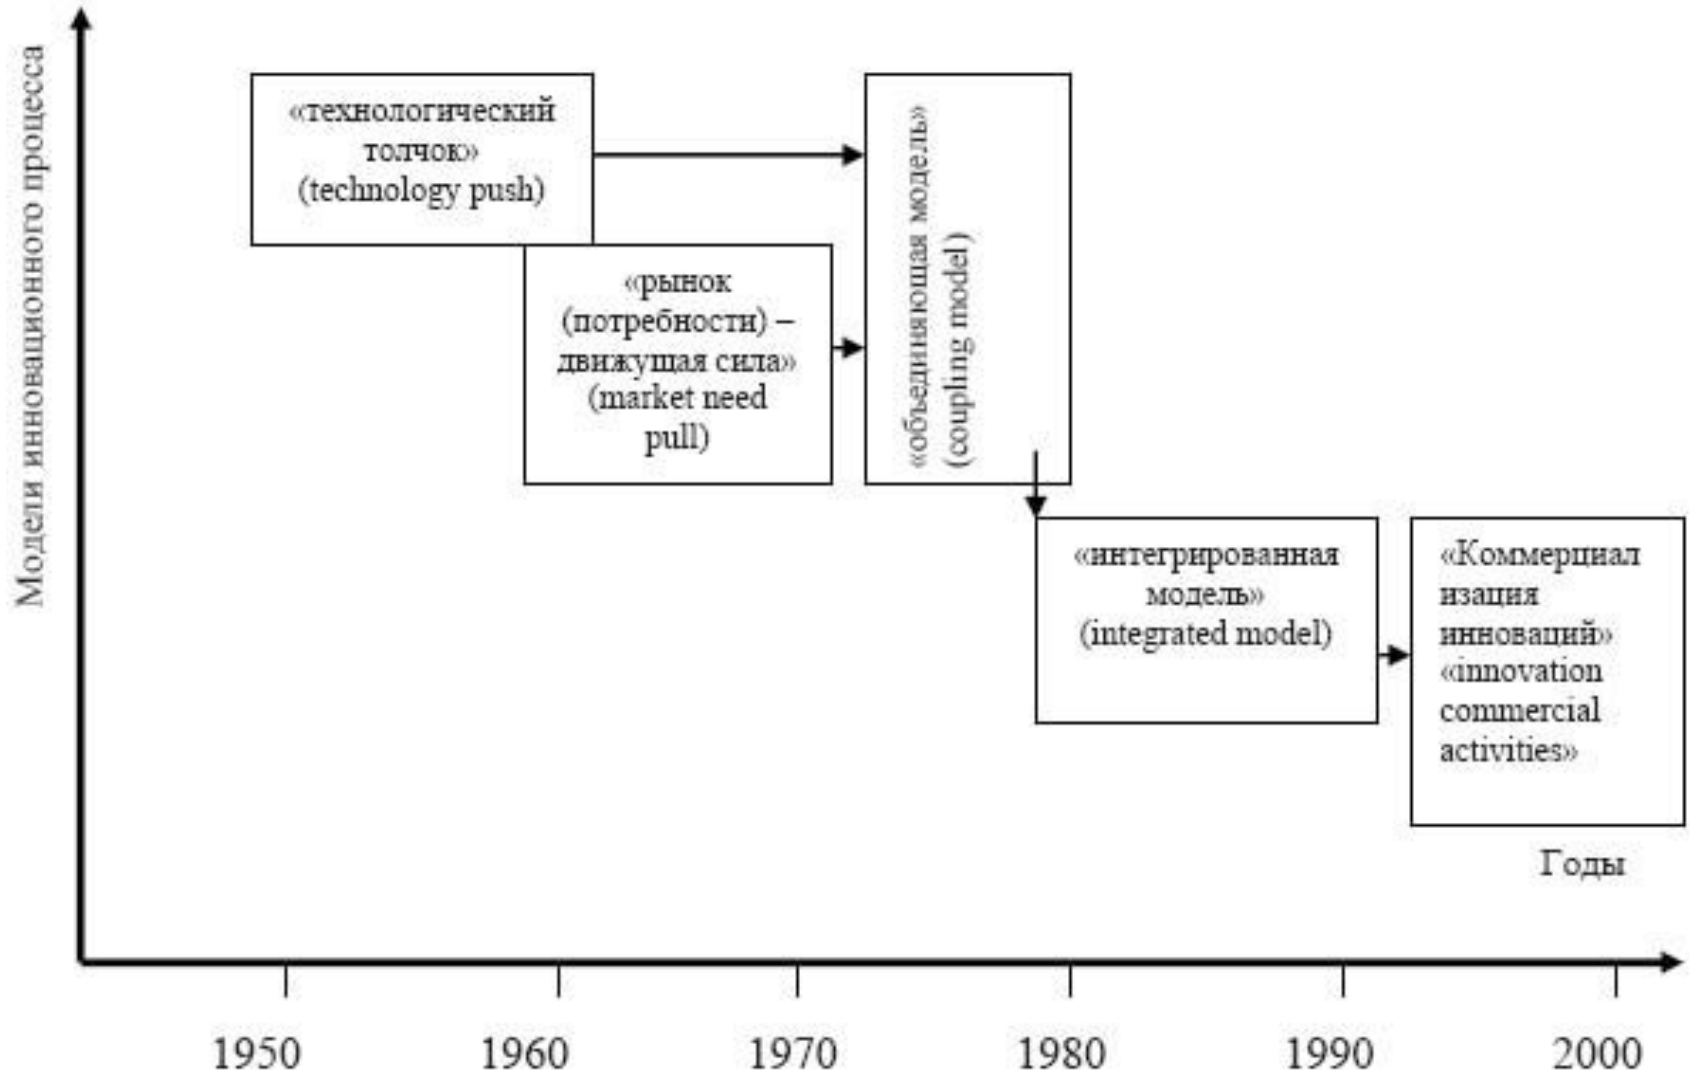 Модели инновационного процесса
«технологический
толчок»
(technology push)
«рынок
(потребности) –
движущая сила»
(market need
pull)
«объединяющая модель»
(coupling model)
«интегрированная
модель»
(integrated model)
«Коммерциал
изация
инноваций»
«innovation
commercial
activities»
Годы
1950
1960
1970
1980
1990
2000